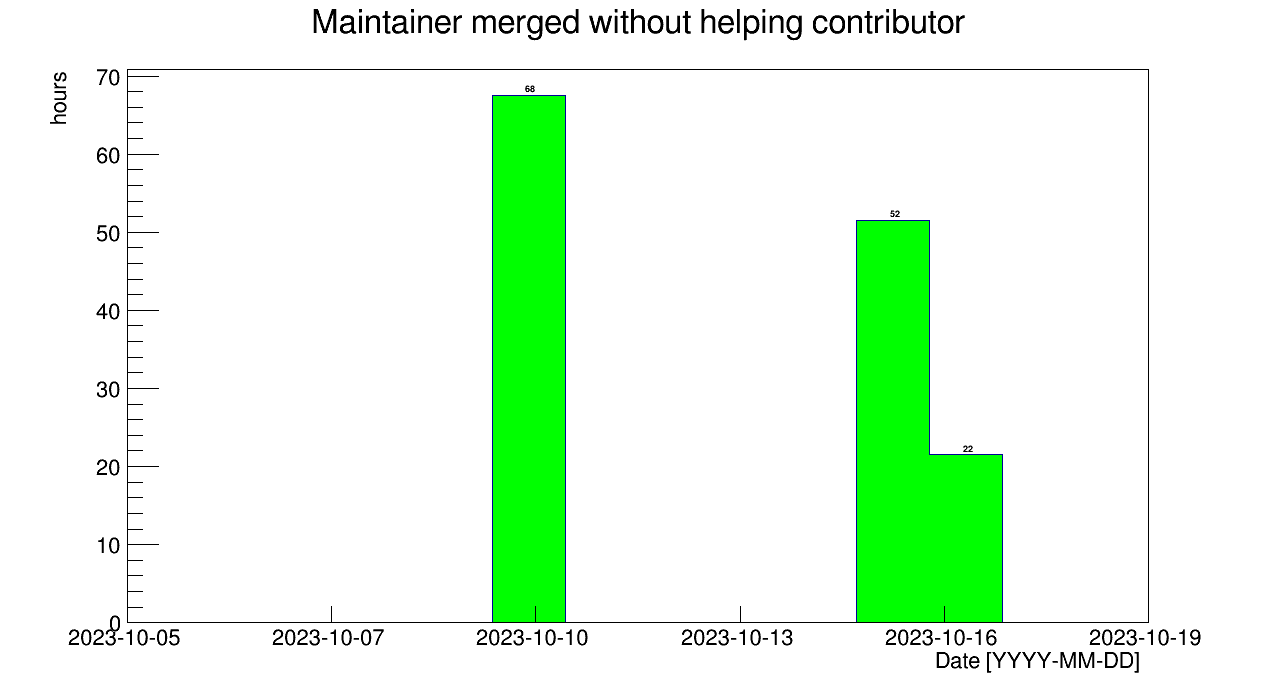 Maintainer merged without helping contributor
hours
70
60
50
40
30
20
10
0
68
52
22
2023-10-05 2023-10-07 2023-10-10 2023-10-13 2023-10-16 2023-10-19
Date [YYYY-MM-DD]